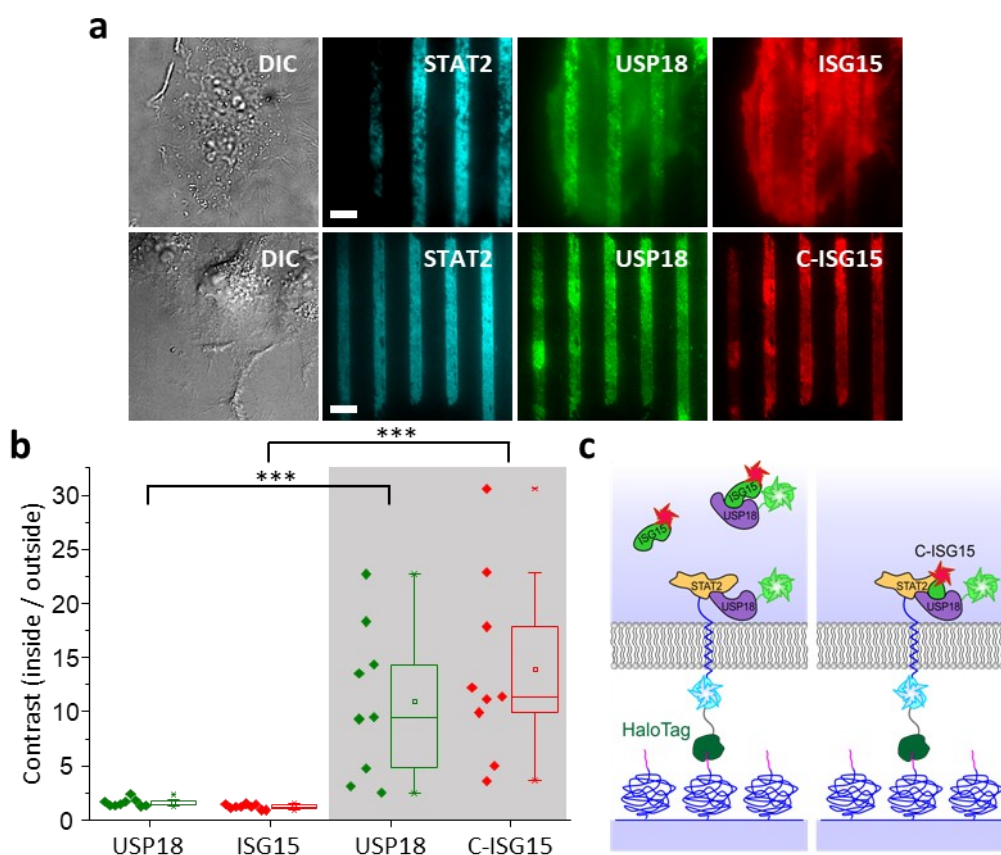 a
DIC
STAT2
USP18
ISG15
DIC
STAT2
USP18
C-ISG15
b
***
***
Contrast (inside / outside)
30
25
20
15
10
5
0
USP18
ISG15
USP18
C-ISG15
c
ISG15
ISG15
USP18
STAT2
USP18
HaloTag
C-ISG15
STAT2
USP18